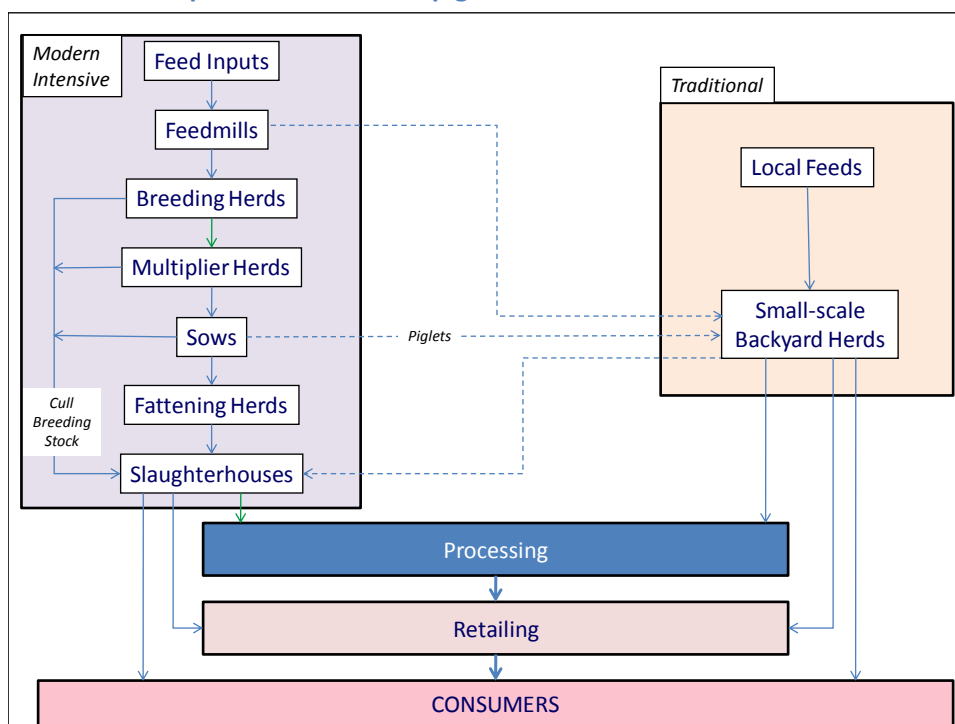 Modern
Intensive
Feed Inputs
Feedmills
Breeding Herds
Multiplier Herds
Sows
Piglets
Fattening Herds
Cull
Breeding
Stock
Slaughterhouses
Traditional
Local Feeds
Small-scale
Backyard Herds
Processing
Retailing
CONSUMERS